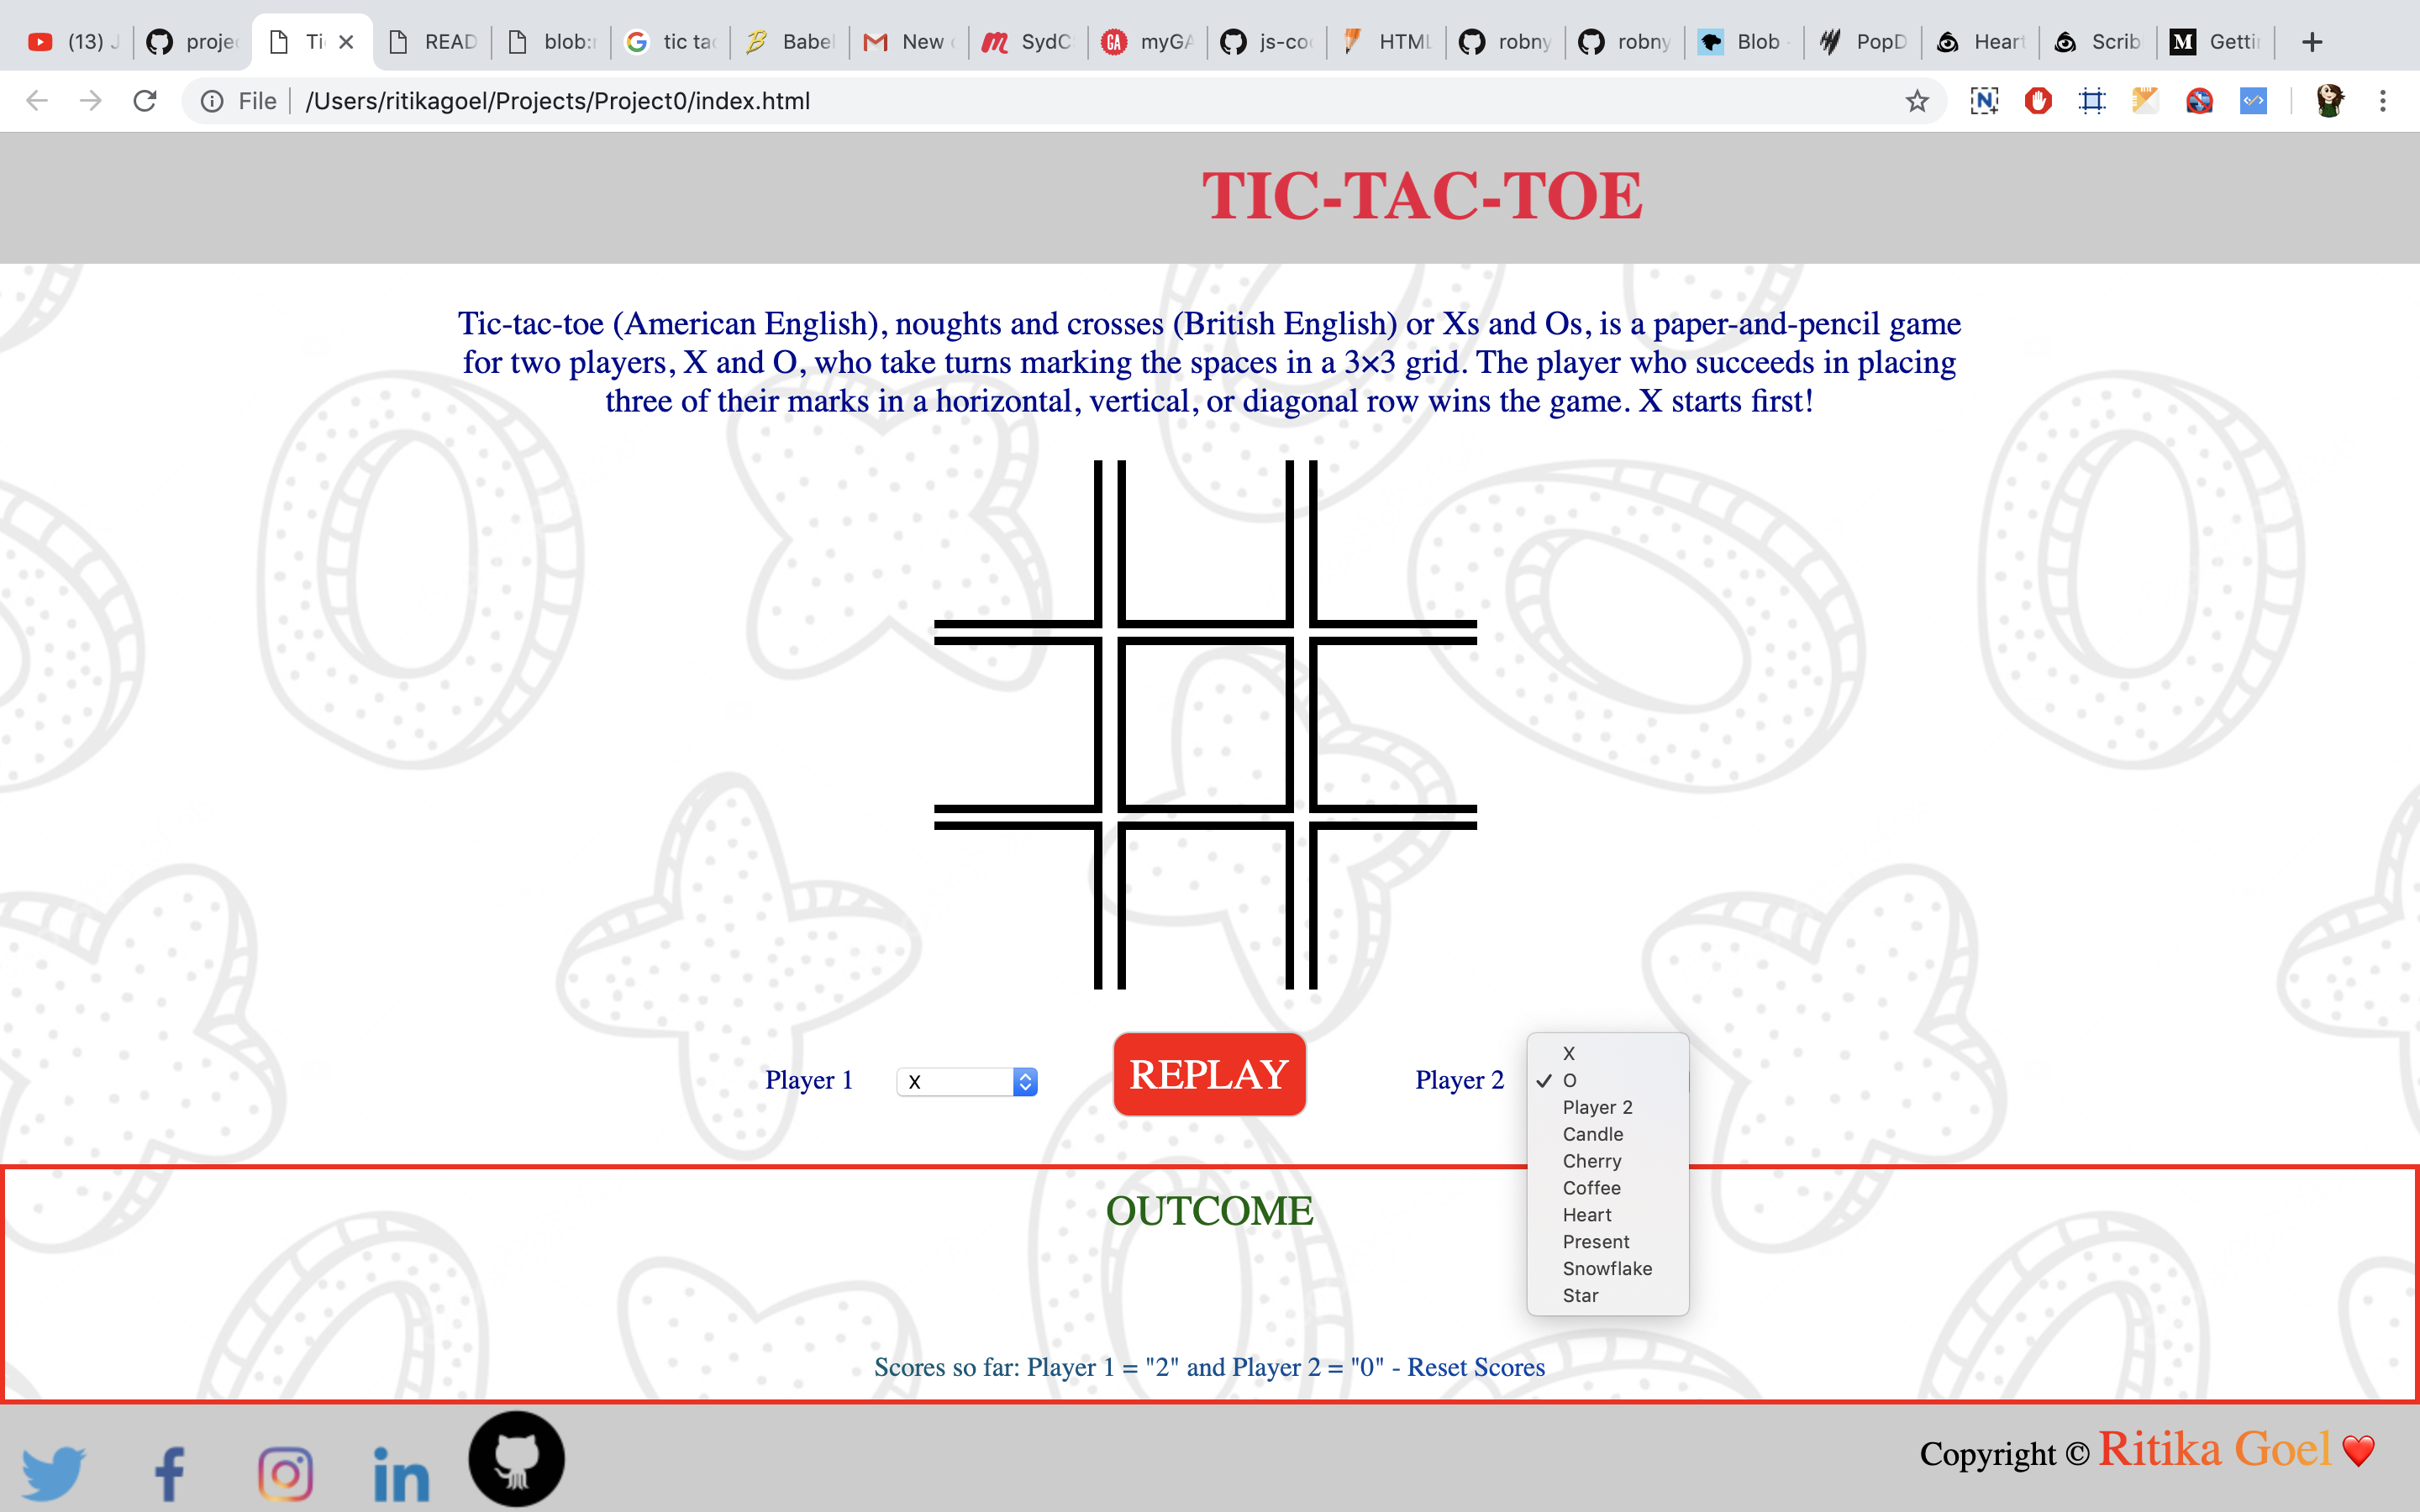 (13) J
projec
Ti
READ
blob:r
tic tac
Babel
New
SydC
GA
myGA
js-co
HTML
robny
robny
Blob
PopD
Heart
Scrib
M
Getti
File
/Users/ritikagoel/Projects/Project0/index.html
TIC-TAC-TOE
Tic-tac-toe (American English), noughts and crosses (British English) or Xs and Os, is a paper-and-pencil game
for two players, X and O, who take turns marking the spaces in a 3×3 grid. The player who succeeds in placing
three of their marks in a horizontal, vertical, or diagonal row wins the game. X starts first!
Player 1
X
REPLAY
Player 2
X
✓ O
Player 2
Candle
Cherry
Coffee
Heart
Present
Snowflake
Star
OUTCOME
Scores so far: Player 1 = "2" and Player 2 = "0" - Reset Scores
Copyright © Ritika Goel ❤️